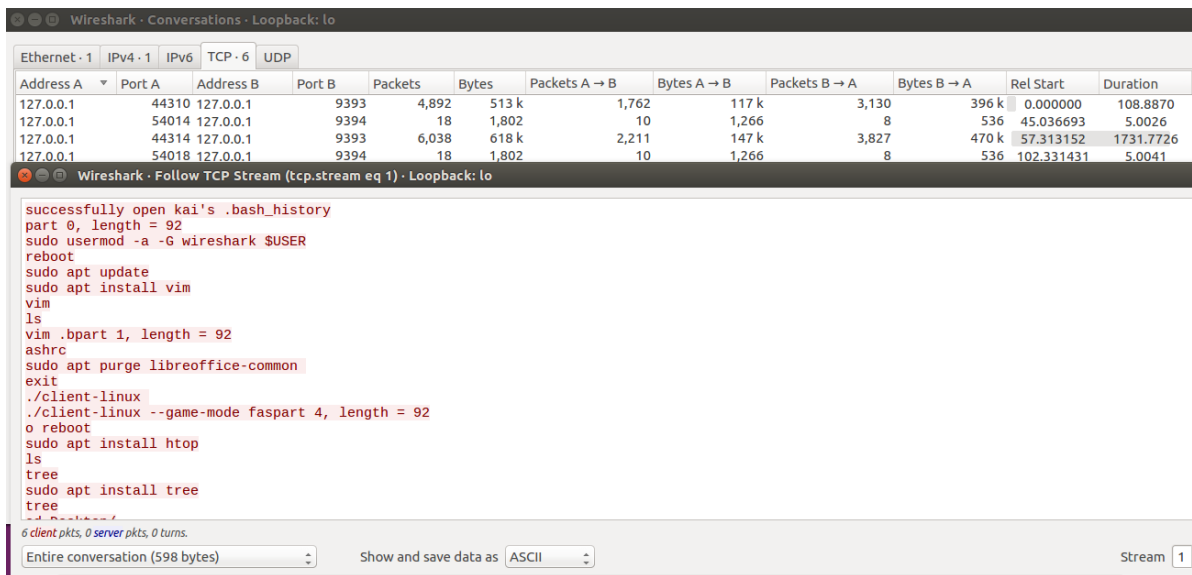 Wireshark · Conversations · Loopback: lo
Ethernet · 1 IPv4 · 1 IPv6 TCP · 6 UDP
Address A Port A Address B Port B Packets Bytes Packets A → B Bytes A → B Packets B → A Bytes B → A Rel Start Duration
127.0.0.1 44310 127.0.0.1 9393 4,892 513 k 1,762 117 k 3,130 396 k 0.000000 108.8870
127.0.0.1 54014 127.0.0.1 9394 18 1,802 10 1,266 8 536 45.036693 5.0026
127.0.0.1 44314 127.0.0.1 9393 6,038 618 k 2,211 147 k 3,827 470 k 57.313152 1731.7726
127.0.0.1 54018 127.0.0.1 9394 18 1,802 10 1,266 8 536 102.331431 5.0041
Wireshark · Follow TCP Stream (tcp.stream eq 1) · Loopback: lo
successfully open kai's .bash_history
part 0, length = 92
sudo usermod -a -G wireshark $USER
reboot
sudo apt update
sudo apt install vim
vim
ls
vim .bpart 1, length = 92
ashrc
sudo apt purge libreoffice-common
exit
./client-linux
./client-linux --game-mode faspart 4, length = 92
o reboot
sudo apt install htop
ls
tree
sudo apt install tree
tree
cd Desktop/
6 client pkts, 0 server pkts, 0 turns.
Entire conversation (598 bytes) Show and save data as ASCII Stream 1